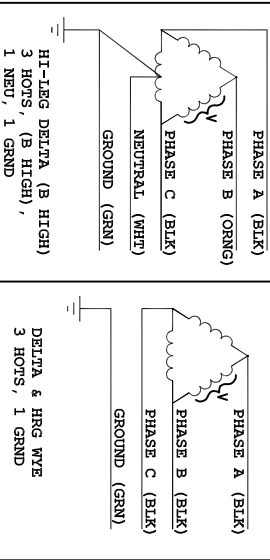 PHASE A (BLK)
PHASE B (ORNG)
V
PHASE C (BLK)
NEUTRAL (WHT)
GROUND (GRN)
HI-LEG DELTA (B HIGH)
3 HOTS, (B HIGH),
1 NEU, 1 GRND
PHASE A (BLK)
V
PHASE B (BLK)
PHASE C (BLK)
GROUND (GRN)
DELTA & HRG WYE
3 HOTS, 1 GRND